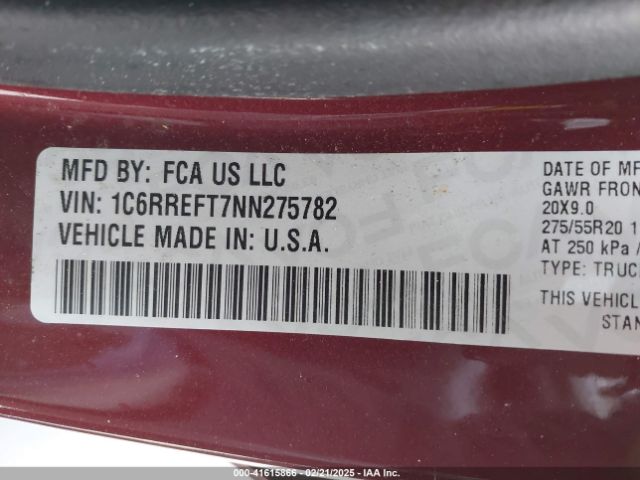 MFD BY: FCA US LLC
VIN: 1C6RREFT7NN275782
VEHICLE MADE IN: U.S.A.
DATE OF MF
GAWR FRON
20X9.0
275/55R20 1
AT 250 kPa /
TYPE: TRUC
THIS VEHICL
STAN
000-41615866 - 02/21/2025 - IAA Inc.